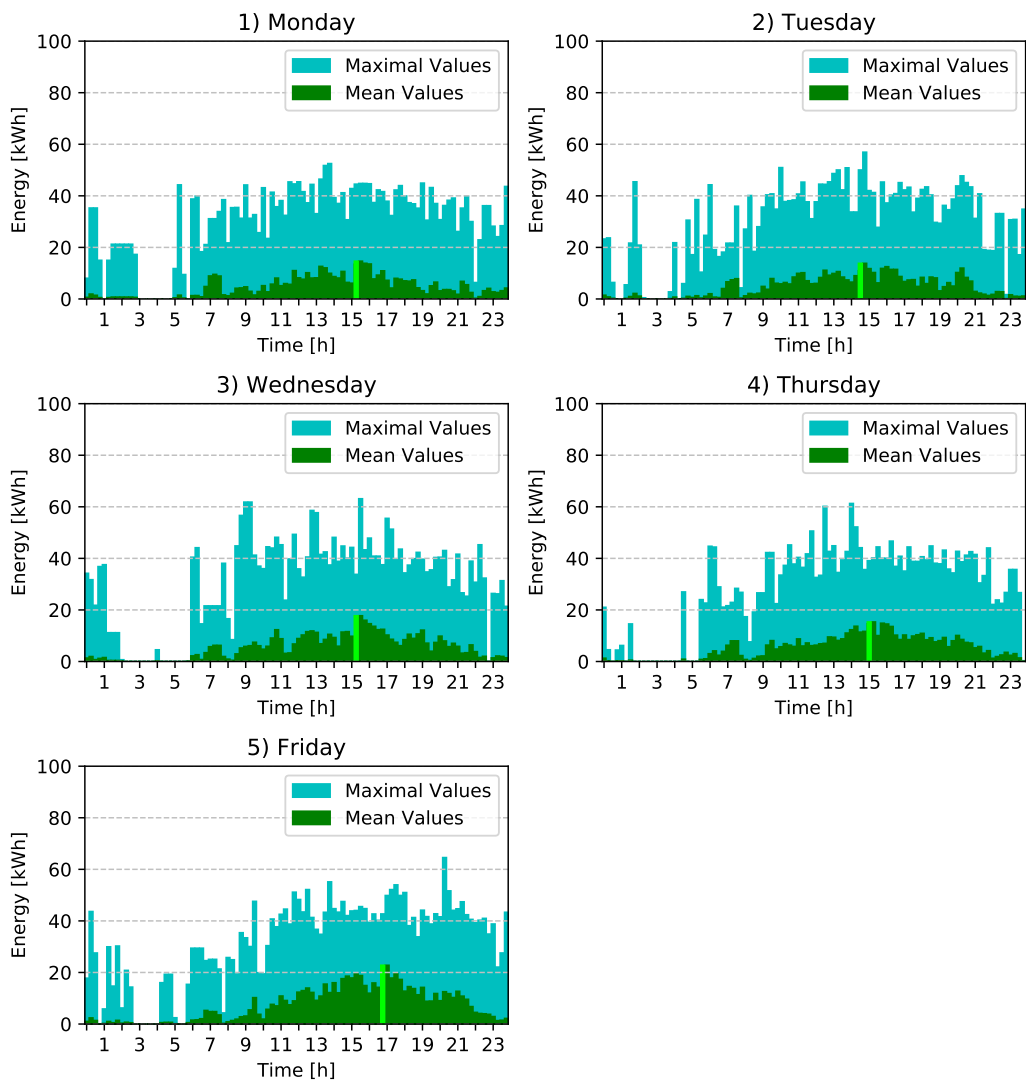 1) Monday
100
80
60
40
20
0
Energy [kWh]
Maximal Values
Mean Values
1 3 5 7 9 11 13 15 17 19 21 23
Time [h]
2) Tuesday
100
80
60
40
20
0
Energy [kWh]
Maximal Values
Mean Values
1 3 5 7 9 11 13 15 17 19 21 23
Time [h]
3) Wednesday
100
80
60
40
20
0
Energy [kWh]
Maximal Values
Mean Values
1 3 5 7 9 11 13 15 17 19 21 23
Time [h]
4) Thursday
100
80
60
40
20
0
Energy [kWh]
Maximal Values
Mean Values
1 3 5 7 9 11 13 15 17 19 21 23
Time [h]
5) Friday
100
80
60
40
20
0
Energy [kWh]
Maximal Values
Mean Values
1 3 5 7 9 11 13 15 17 19 21 23
Time [h]